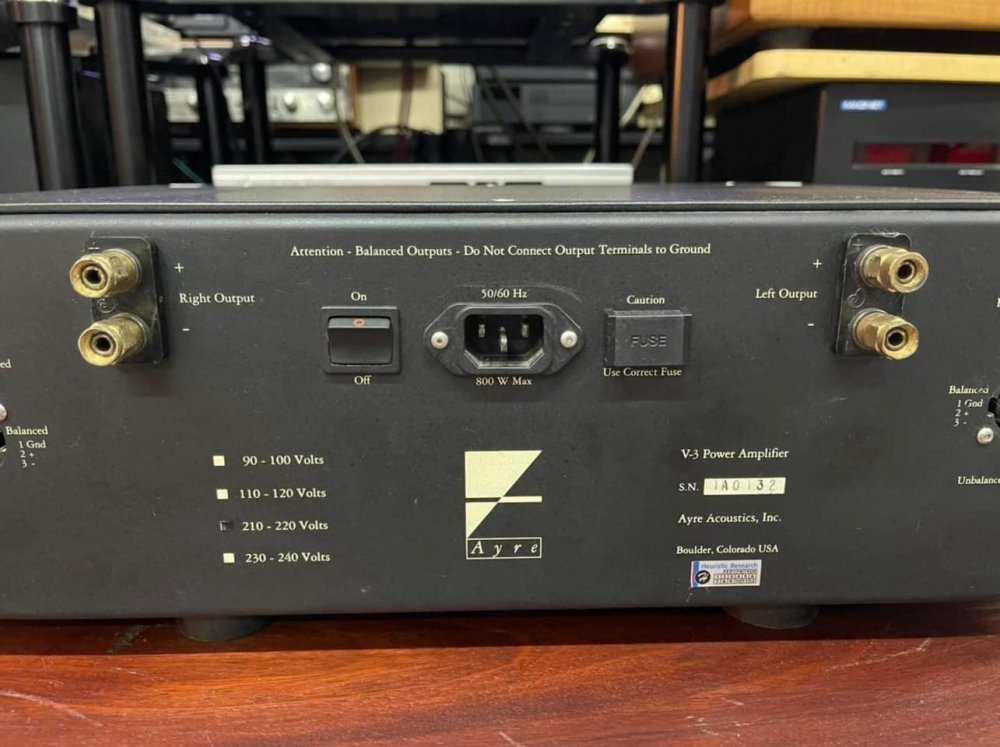 Attention - Balanced Outputs - Do Not Connect Output Terminals to Ground
+
Right Output
-
On
Off
50/60 Hz
800 W Max
Caution
FUSE
Use Correct Fuse
+
Left Output
-
Balanced
1 Gnd
2 +
3 -
Balanced
1 Gnd
2 +
3 -
90 - 100 Volts
110 - 120 Volts
210 - 220 Volts
230 - 240 Volts
Ayre
V-3 Power Amplifier
S.N. 1A0132
Ayre Acoustics, Inc.
Boulder, Colorado USA
Heuristic Research